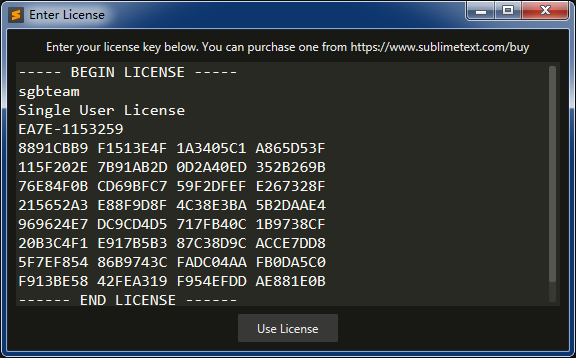 Enter License
Enter your license key below. You can purchase one from https://www.sublimetext.com/buy
----- BEGIN LICENSE -----
sgbteam
Single User License
EA7E-1153259
8891CBB9 F1513E4F 1A3405C1 A865D53F
115F202E 7B91AB2D 0D2A40ED 352B269B
76E84F0B CD69BFC7 59F2DFEF E267328F
215652A3 E88F9D8F 4C38E3BA 5B2DAAE4
969624E7 DC9CD4D5 717FB40C 1B9738CF
20B3C4F1 E917B5B3 87C38D9C ACCE7DD8
5F7EF854 86B9743C FADC04AA FB0DA5C0
F913BE58 42FEA319 F954EFDD AE881E0B
------ END LICENSE ------
Use License